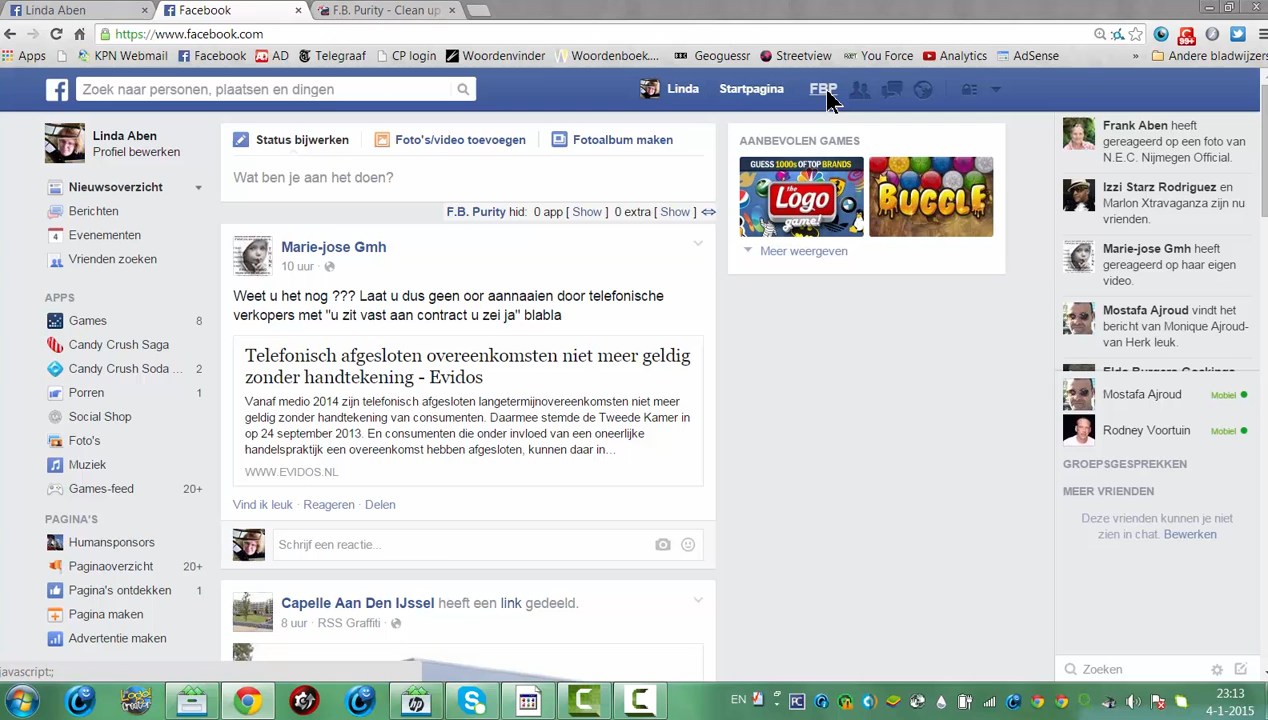 Linda Aben
Facebook
F.B. Purity - Clean up
https://www.facebook.com
Apps
KPN Webmail
Facebook
AD
Telegraaf
CP login
Woordenvinder
Woordenboek...
Geoguessr
Streetview
You Force
Analytics
AdSense
»
Andere bladwijzers
Zoek naar personen, plaatsen en dingen
Linda
Startpagina
FBP
Linda Aben
Profiel bewerken
Nieuwsoverzicht
Berichten
Evenementen
Vrienden zoeken
APPS
Games 8
Candy Crush Saga
Candy Crush Soda ... 2
Porren 1
Social Shop
Foto's
Muziek
Games-feed 20+
PAGINA'S
Humansports
Paginaoverzicht 20+
Pagina's ontdekken 1
Pagina maken
Advertentie maken
Status bijwerken
Foto's/video toevoegen
Fotoalbum maken
Wat ben je aan het doen?
F.B. Purity hid: 0 app [ Show ] 0 extra [ Show ]
Marie-jose Gmh
10 uur ·
Weet u het nog ??? Laat u dus geen oor aannaaien door telefonische
verkopers met "u zit vast aan contract u zei ja" blabla
Telefonisch afgesloten overeenkomsten niet meer geldig
zonder handtekening - Evidos
Vanaf medio 2014 zijn telefonisch afgesloten langetermijnovereenkomsten niet meer
geldig zonder handtekening van consumenten. Daarmee stemde de Tweede Kamer in
op 24 september 2013. En consumenten die onder invloed van een oneerlijke
handelspraktijk een overeenkomst hebben afgesloten, kunnen daar in...
WWW.EVIDOS.NL
Vind ik leuk · Reageren · Delen
Schrijf een reactie...
Capelle Aan Den IJssel heeft een link gedeeld.
8 uur · RSS Graffiti ·
AANBEVOLEN GAMES
GUESS 1000s OF TOP BRANDS
the Logo game!
BUGGLE
Meer weergeven
Frank Aben heeft
gereageerd op een foto van
N.E.C. Nijmegen Official.
Izzi Starz Rodriguez en
Marlon Xtravaganza zijn nu
vrienden.
Marie-jose Gmh heeft
gereageerd op haar eigen
video.
Mostafa Ajroud vindt het
bericht van Monique Ajroud-
van Herk leuk.
Mostafa Ajroud Mobiel
Rodney Voortuin Mobiel
GROEPSGESPREKKEN
MEER VRIENDEN
Deze vrienden kunnen je niet
zien in chat. Bewerken
Zoeken
javascript:;
EN
23:13
4-1-2015